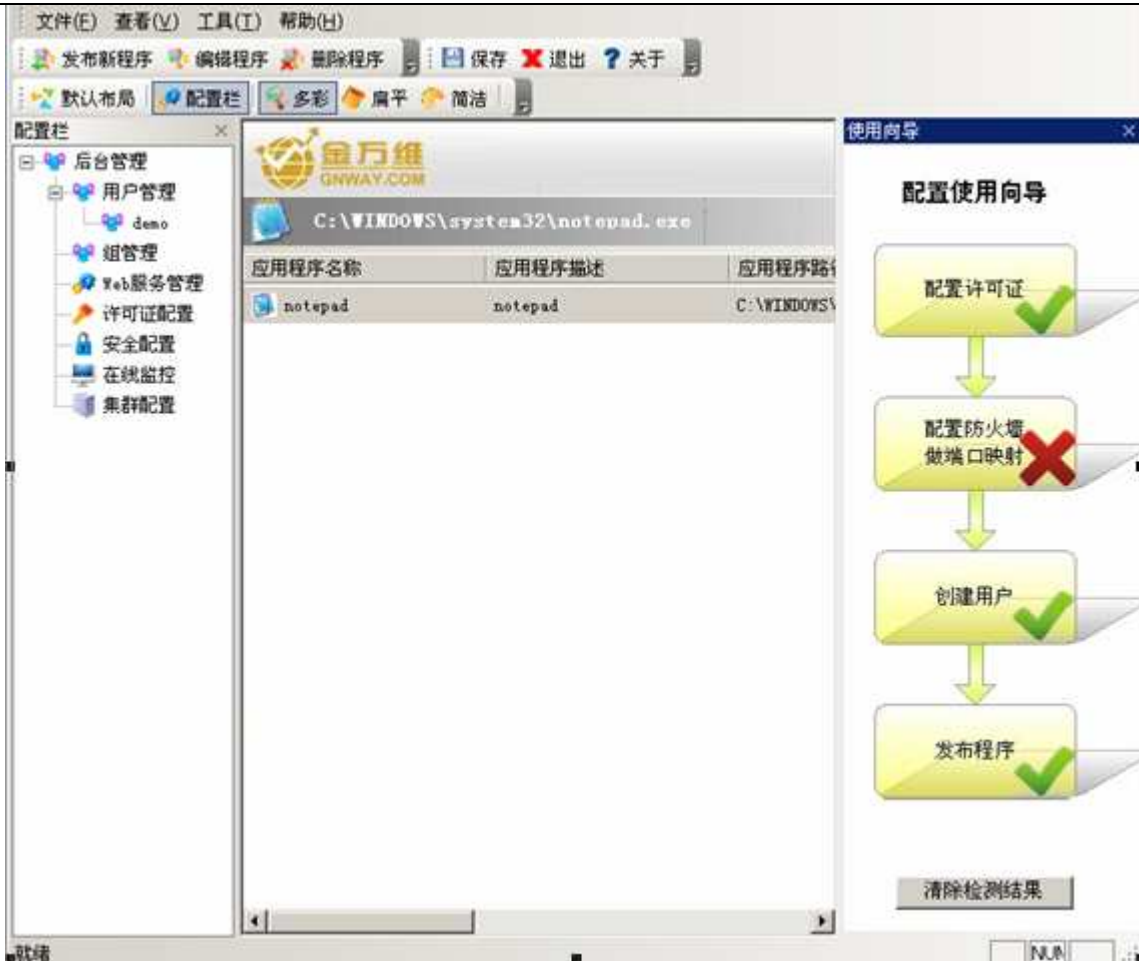 文件(F) 查看(V) 工具(T) 帮助(H)
发布新程序 编辑程序 删除程序 保存 退出 ? 关于
默认布局 配置栏 多彩 扁平 简洁
配置栏
后台管理
用户管理
demo
组管理
Web服务管理
许可证配置
安全配置
在线监控
集群配置
金万维
GNWAY.COM
C:\WINDOWS\system32\notepad.exe
应用程序名称 应用程序描述 应用程序路径
notepad notepad C:\WINDOWS\
使用向导
配置使用向导
配置许可证
配置防火墙
做端口映射
创建用户
发布程序
清除检测结果
就绪
NUM